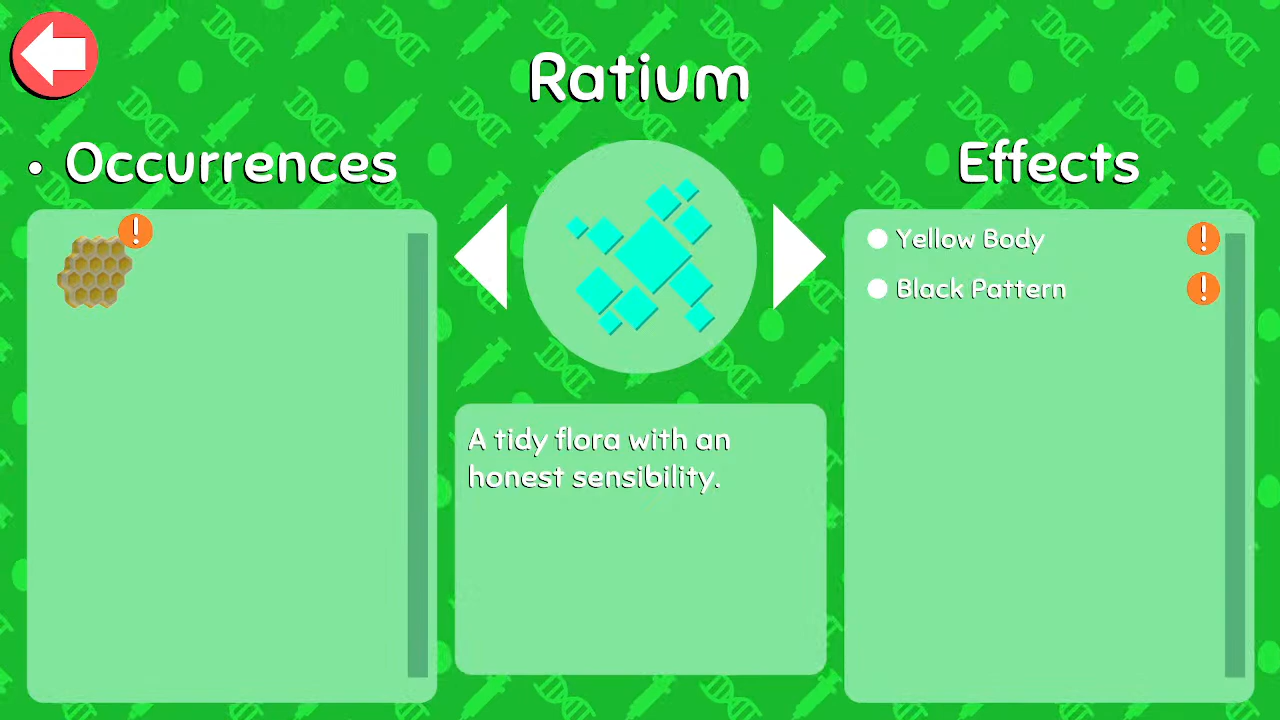 Ratium
• Occurrences
Effects
!
Yellow Body !
Black Pattern !
A tidy flora with an
honest sensibility.